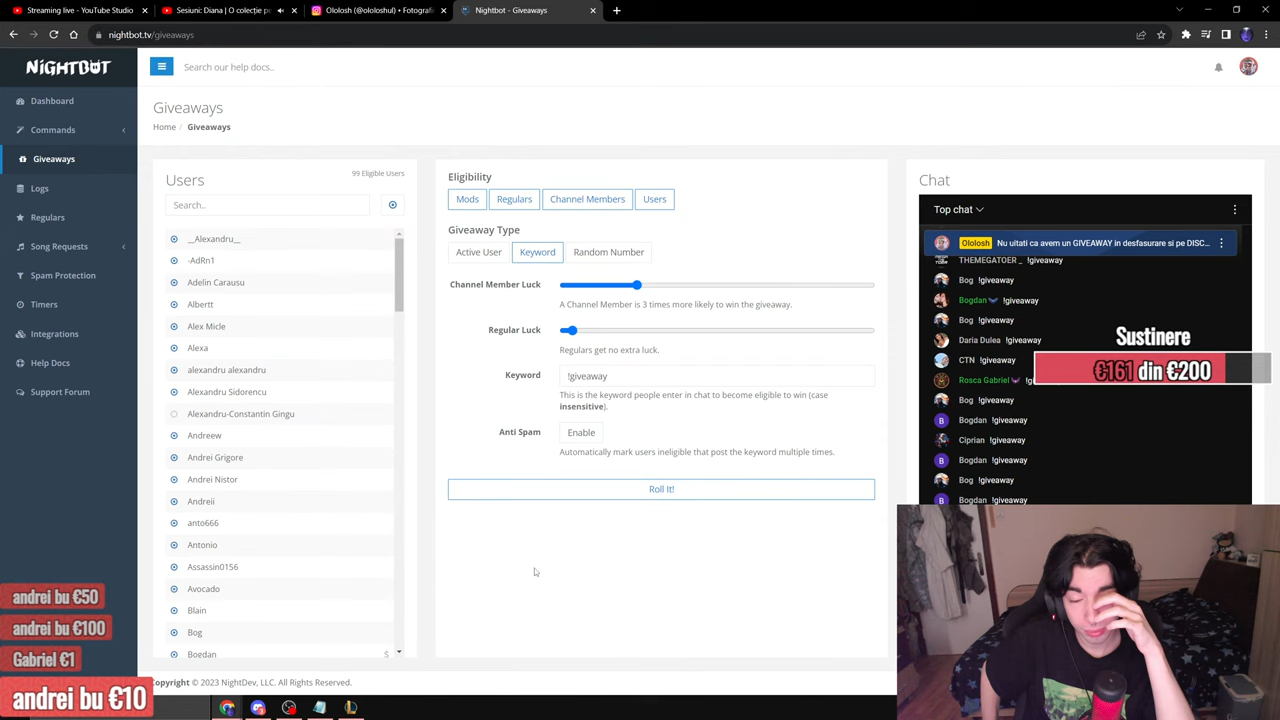 Streaming live - YouTube Studio
Sesiuni: Diana | O colecție pe
Ololosh (@ololoshul) • Fotograf
Nightbot - Giveaways
nightbot.tv/giveaways
NIGHTBOT
Search our help docs..
Dashboard
Commands
Giveaways
Logs
Regulars
Song Requests
Spam Protection
Timers
Integrations
Help Docs
Support Forum
Giveaways
Home / Giveaways
Users
99 Eligible Users
Search..
__Alexandru__
-AdRn1
Adelin Carausu
Albertt
Alex Micle
Alexa
alexandru alexandru
Alexandru Sidorencu
Alexandru-Constantin Gingu
Andreew
Andrei Grigore
Andrei Nistor
Andreii
anto666
Antonio
Assassin0156
Avocado
Blain
Bog
Bogdan $
Eligibility
Mods Regulars Channel Members Users
Giveaway Type
Active User Keyword Random Number
Channel Member Luck
A Channel Member is 3 times more likely to win the giveaway.
Regular Luck
Regulars get no extra luck.
Keyword !giveaway
This is the keyword people enter in chat to become eligible to win (case
insensitive).
Anti Spam Enable
Automatically mark users ineligible that post the keyword multiple times.
Roll It!
Chat
Top chat
Ololosh Nu uitati ca avem un GIVEAWAY in desfasurare si pe DISC...
THEMEGATOER _ !giveaway
Bog !giveaway
Bogdan !giveaway
Bog !giveaway
Daria Dulea !giveaway
CTN !giveaway
Rosca Gabriel
Bog !giveaway
Bogdan !giveaway
Ciprian !giveaway
Bogdan !giveaway
Bog !giveaway
Bogdan !giveaway
Sustinere
€161 din €200
andrei bu €50
andrei bu €100
Gabriel €1
andrei bu €10
Copyright © 2023 NightDev, LLC. All Rights Reserved.